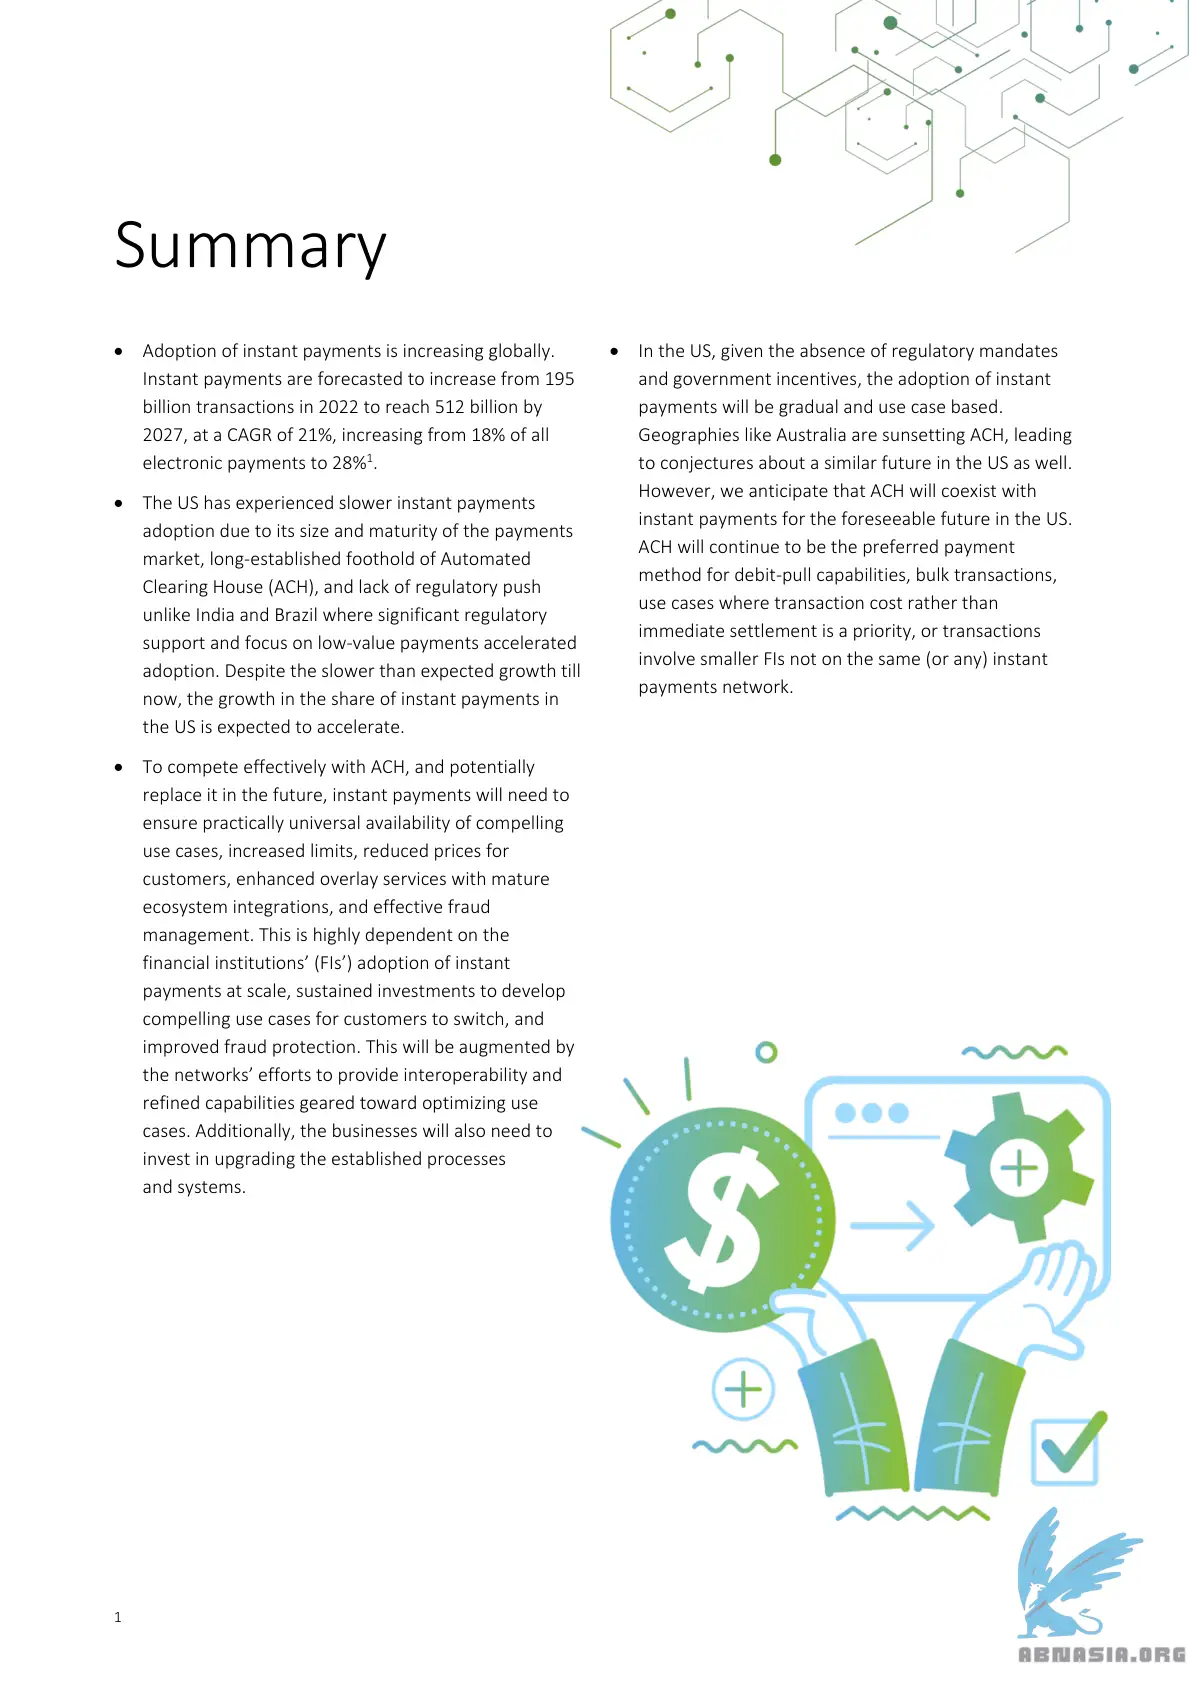 Summary
• Adoption of instant payments is increasing globally.
Instant payments are forecasted to increase from 195
billion transactions in 2022 to reach 512 billion by
2027, at a CAGR of 21%, increasing from 18% of all
electronic payments to 28%1.
• The US has experienced slower instant payments
adoption due to its size and maturity of the payments
market, long-established foothold of Automated
Clearing House (ACH), and lack of regulatory push
unlike India and Brazil where significant regulatory
support and focus on low-value payments accelerated
adoption. Despite the slower than expected growth till
now, the growth in the share of instant payments in
the US is expected to accelerate.
• To compete effectively with ACH, and potentially
replace it in the future, instant payments will need to
ensure practically universal availability of compelling
use cases, increased limits, reduced prices for
customers, enhanced overlay services with mature
ecosystem integrations, and effective fraud
management. This is highly dependent on the
financial institutions’ (FIs’) adoption of instant
payments at scale, sustained investments to develop
compelling use cases for customers to switch, and
improved fraud protection. This will be augmented by
the networks’ efforts to provide interoperability and
refined capabilities geared toward optimizing use
cases. Additionally, the businesses will also need to
invest in upgrading the established processes
and systems.
• In the US, given the absence of regulatory mandates
and government incentives, the adoption of instant
payments will be gradual and use case based.
Geographies like Australia are sunsetting ACH, leading
to conjectures about a similar future in the US as well.
However, we anticipate that ACH will coexist with
instant payments for the foreseeable future in the US.
ACH will continue to be the preferred payment
method for debit-pull capabilities, bulk transactions,
use cases where transaction cost rather than
immediate settlement is a priority, or transactions
involve smaller FIs not on the same (or any) instant
payments network.
$
1
ABNASIA.ORG